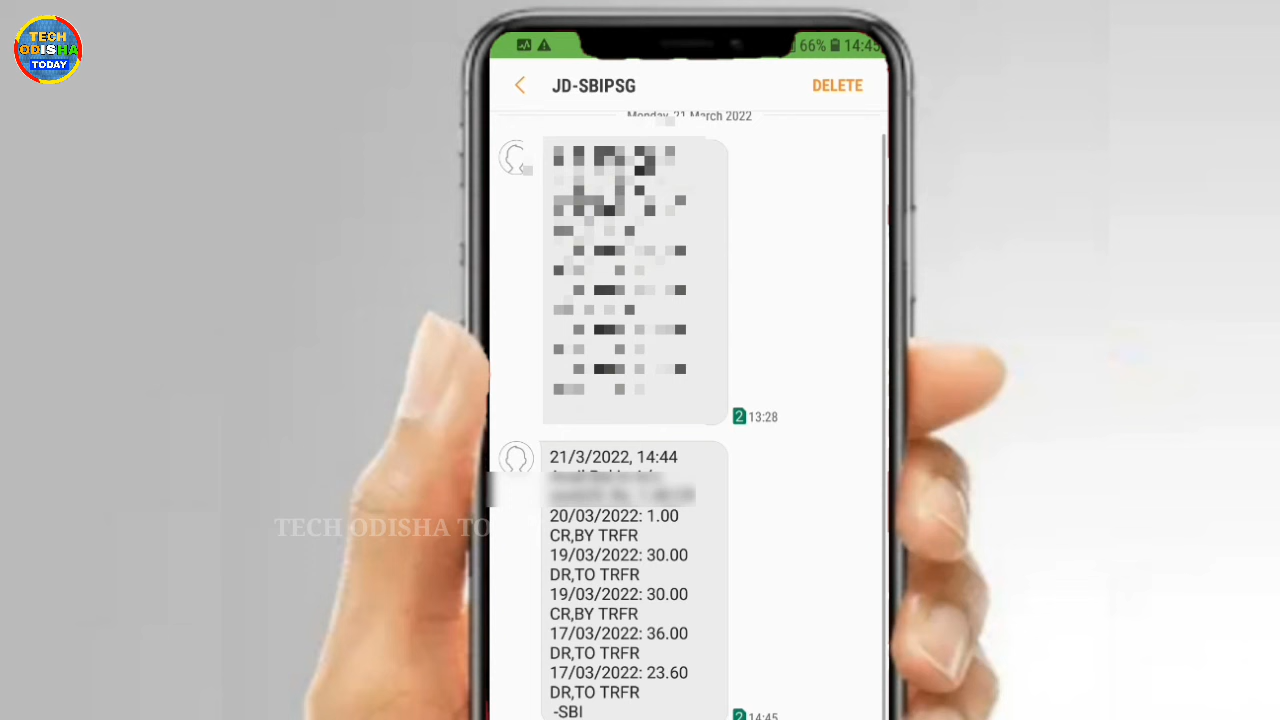 TECH
ODISHA
TODAY
66% 14:45
JD-SBIPSG
DELETE
Monday, 21 March 2022
2 13:28
21/3/2022, 14:44
20/03/2022: 1.00
CR,BY TRFR
19/03/2022: 30.00
DR,TO TRFR
19/03/2022: 30.00
CR,BY TRFR
17/03/2022: 36.00
DR,TO TRFR
17/03/2022: 23.60
DR,TO TRFR
-SBI
2 14:45
TECH ODISHA TO